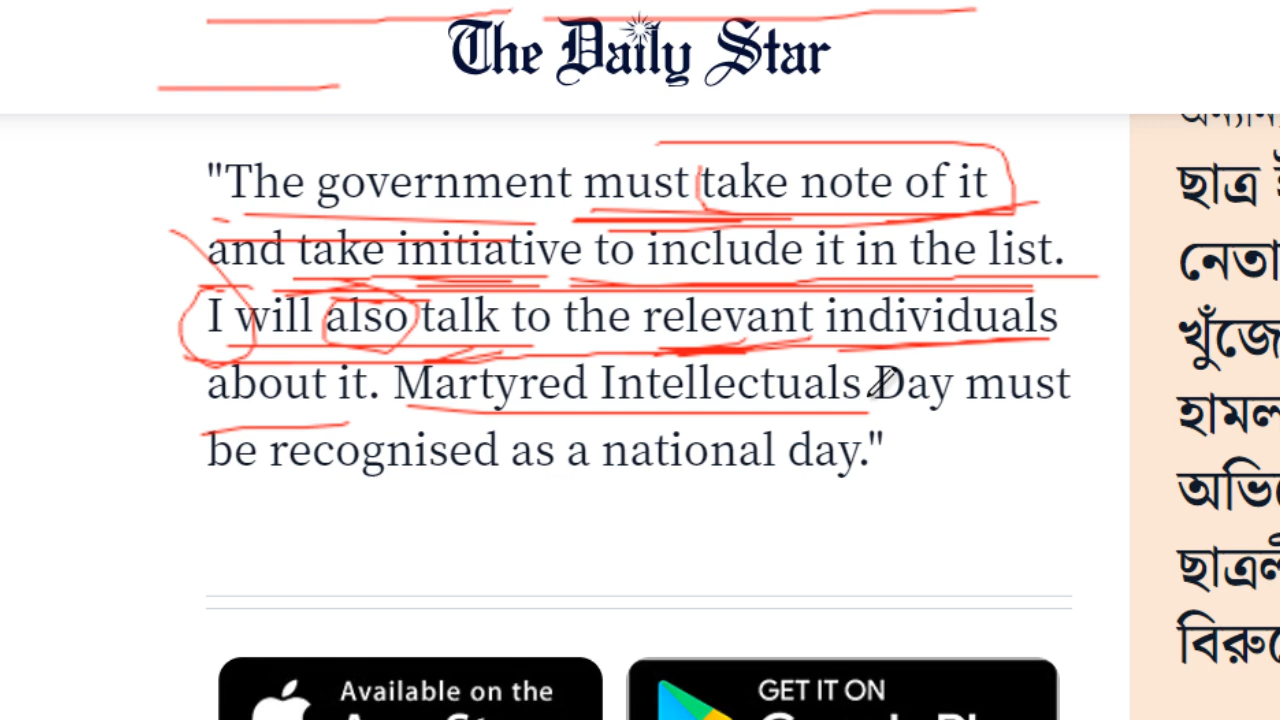 The Daily Star
"The government must take note of it
and take initiative to include it in the list.
I will also talk to the relevant individuals
about it. Martyred Intellectuals Day must
be recognised as a national day."
ছাত্র
নেতা
খুঁজে
হামল
অভি
ছাত্রল
বিরু
Available on the
GET IT ON